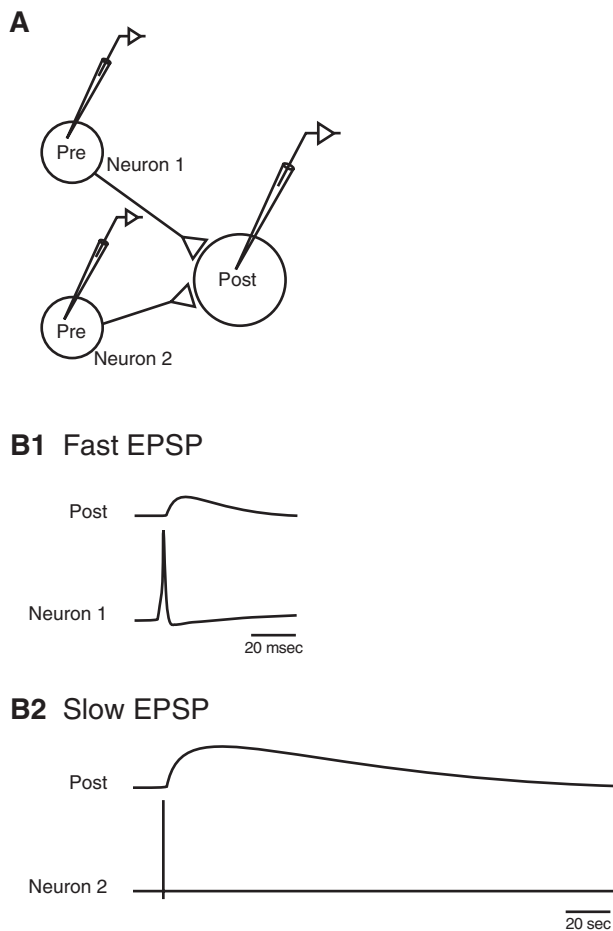 A
Pre
Neuron 1
Post
Pre
Neuron 2
B1 Fast EPSP
Post
Neuron 1
20 msec
B2 Slow EPSP
Post
Neuron 2
20 sec